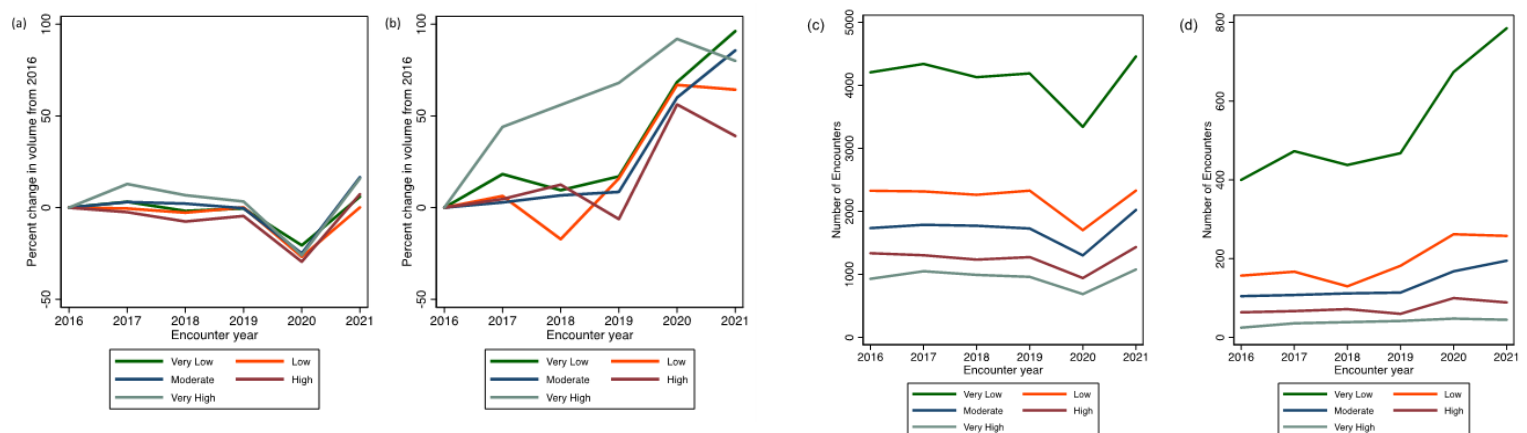 (a)
Percent change in volume from 2016
100
50
0
-50
2016 2017 2018 2019 2020 2021
Encounter year
Very Low Low
Moderate High
Very High
(b)
Percent change in volume from 2016
100
50
0
-50
2016 2017 2018 2019 2020 2021
Encounter year
Very Low Low
Moderate High
Very High
(c)
Number of Encounters
5000
4000
3000
2000
1000
0
2016 2017 2018 2019 2020 2021
Encounter year
Very Low Low
Moderate High
Very High
(d)
Number of Encounters
800
600
400
200
0
2016 2017 2018 2019 2020 2021
Encounter year
Very Low Low
Moderate High
Very High